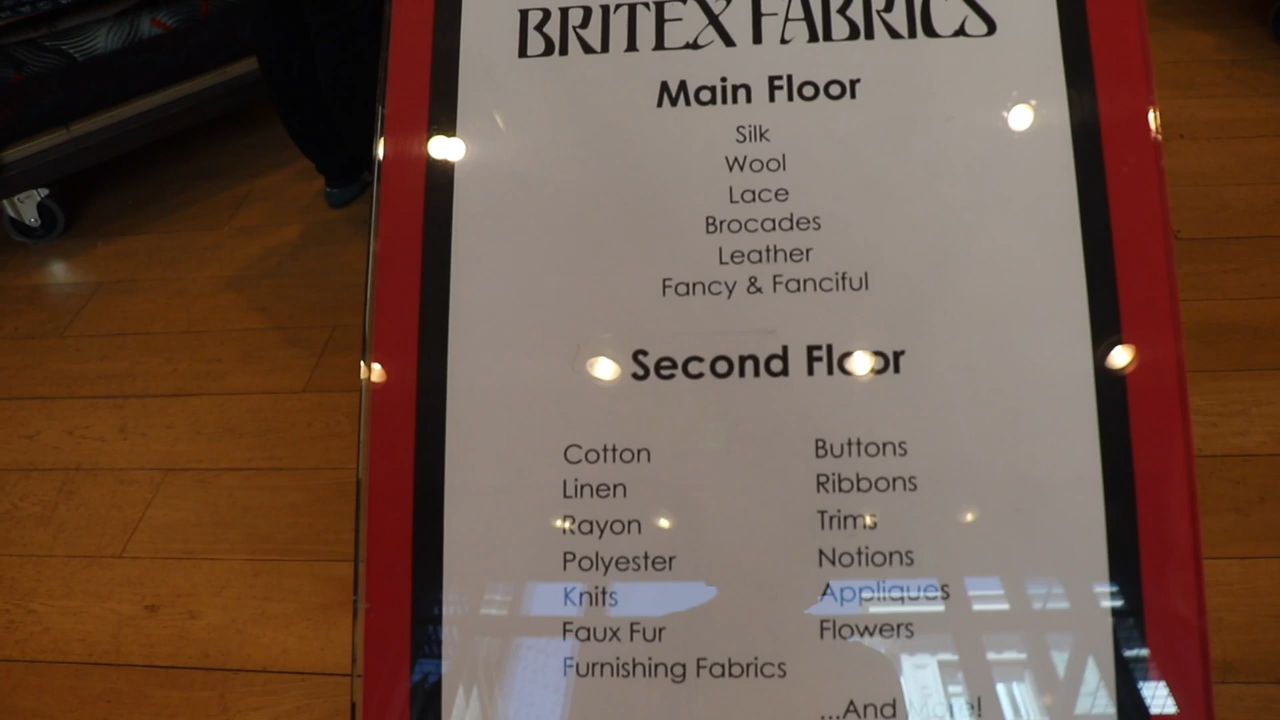 BRITEX FABRICS
Main Floor
Silk
Wool
Lace
Brocades
Leather
Fancy & Fanciful
Second Floor
Cotton
Linen
Rayon
Polyester
Knits
Faux Fur
Furnishing Fabrics
Buttons
Ribbons
Trims
Notions
Appliques
Flowers
...And More!